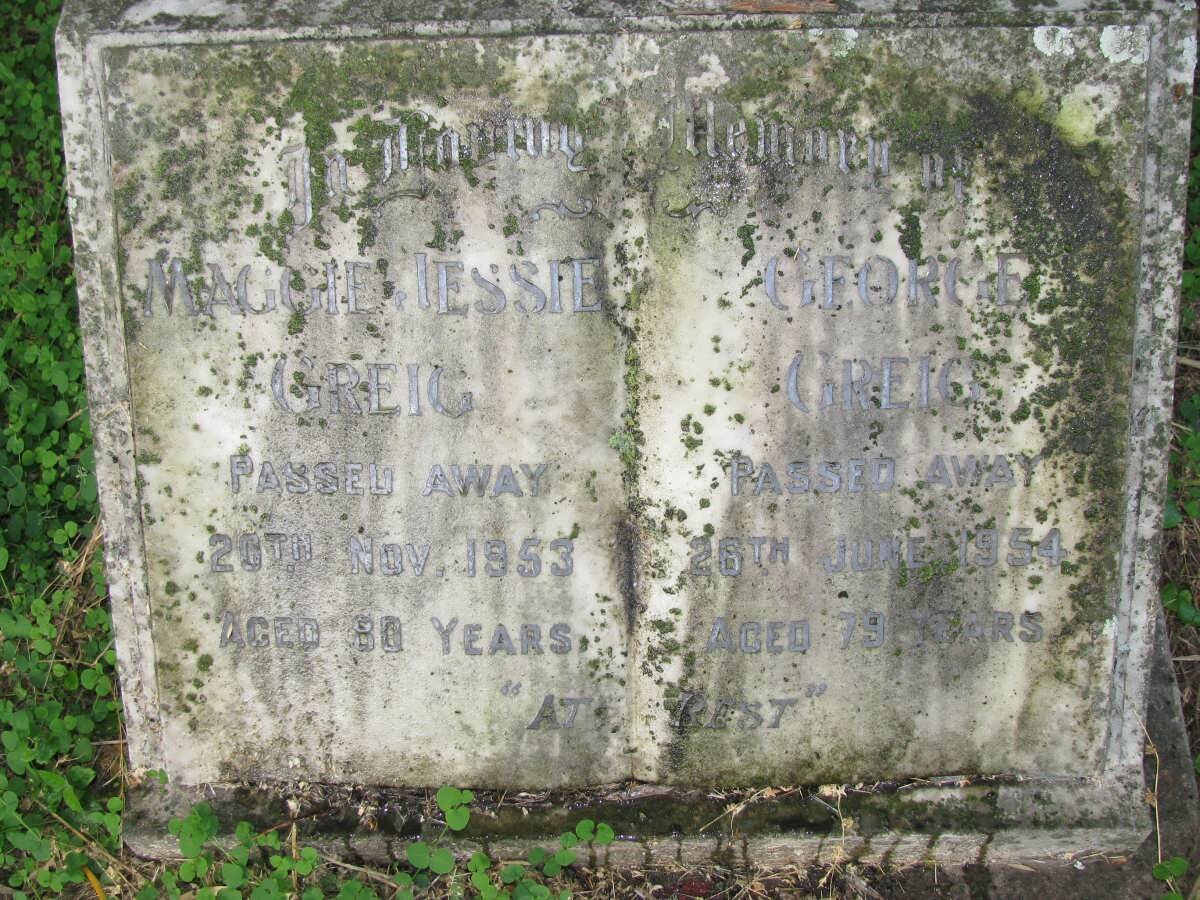 In Loving Memory of
MAGGIE JESSIE
GREIG
PASSED AWAY
20TH NOV. 1953
AGED 80 YEARS
GEORGE
GREIG
PASSED AWAY
26TH JUNE 1954
AGED 79 YEARS
"AT REST"